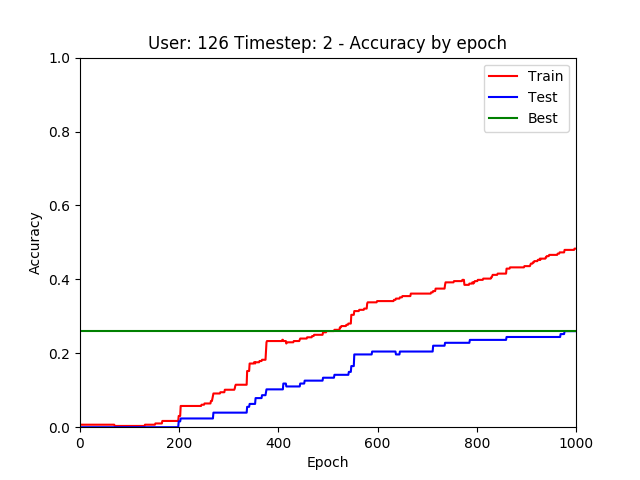 User: 126 Timestep: 2 - Accuracy by epoch
1.0
0.8
0.6
0.4
0.2
0.0
Accuracy
Train
Test
Best
0 200 400 600 800 1000
Epoch